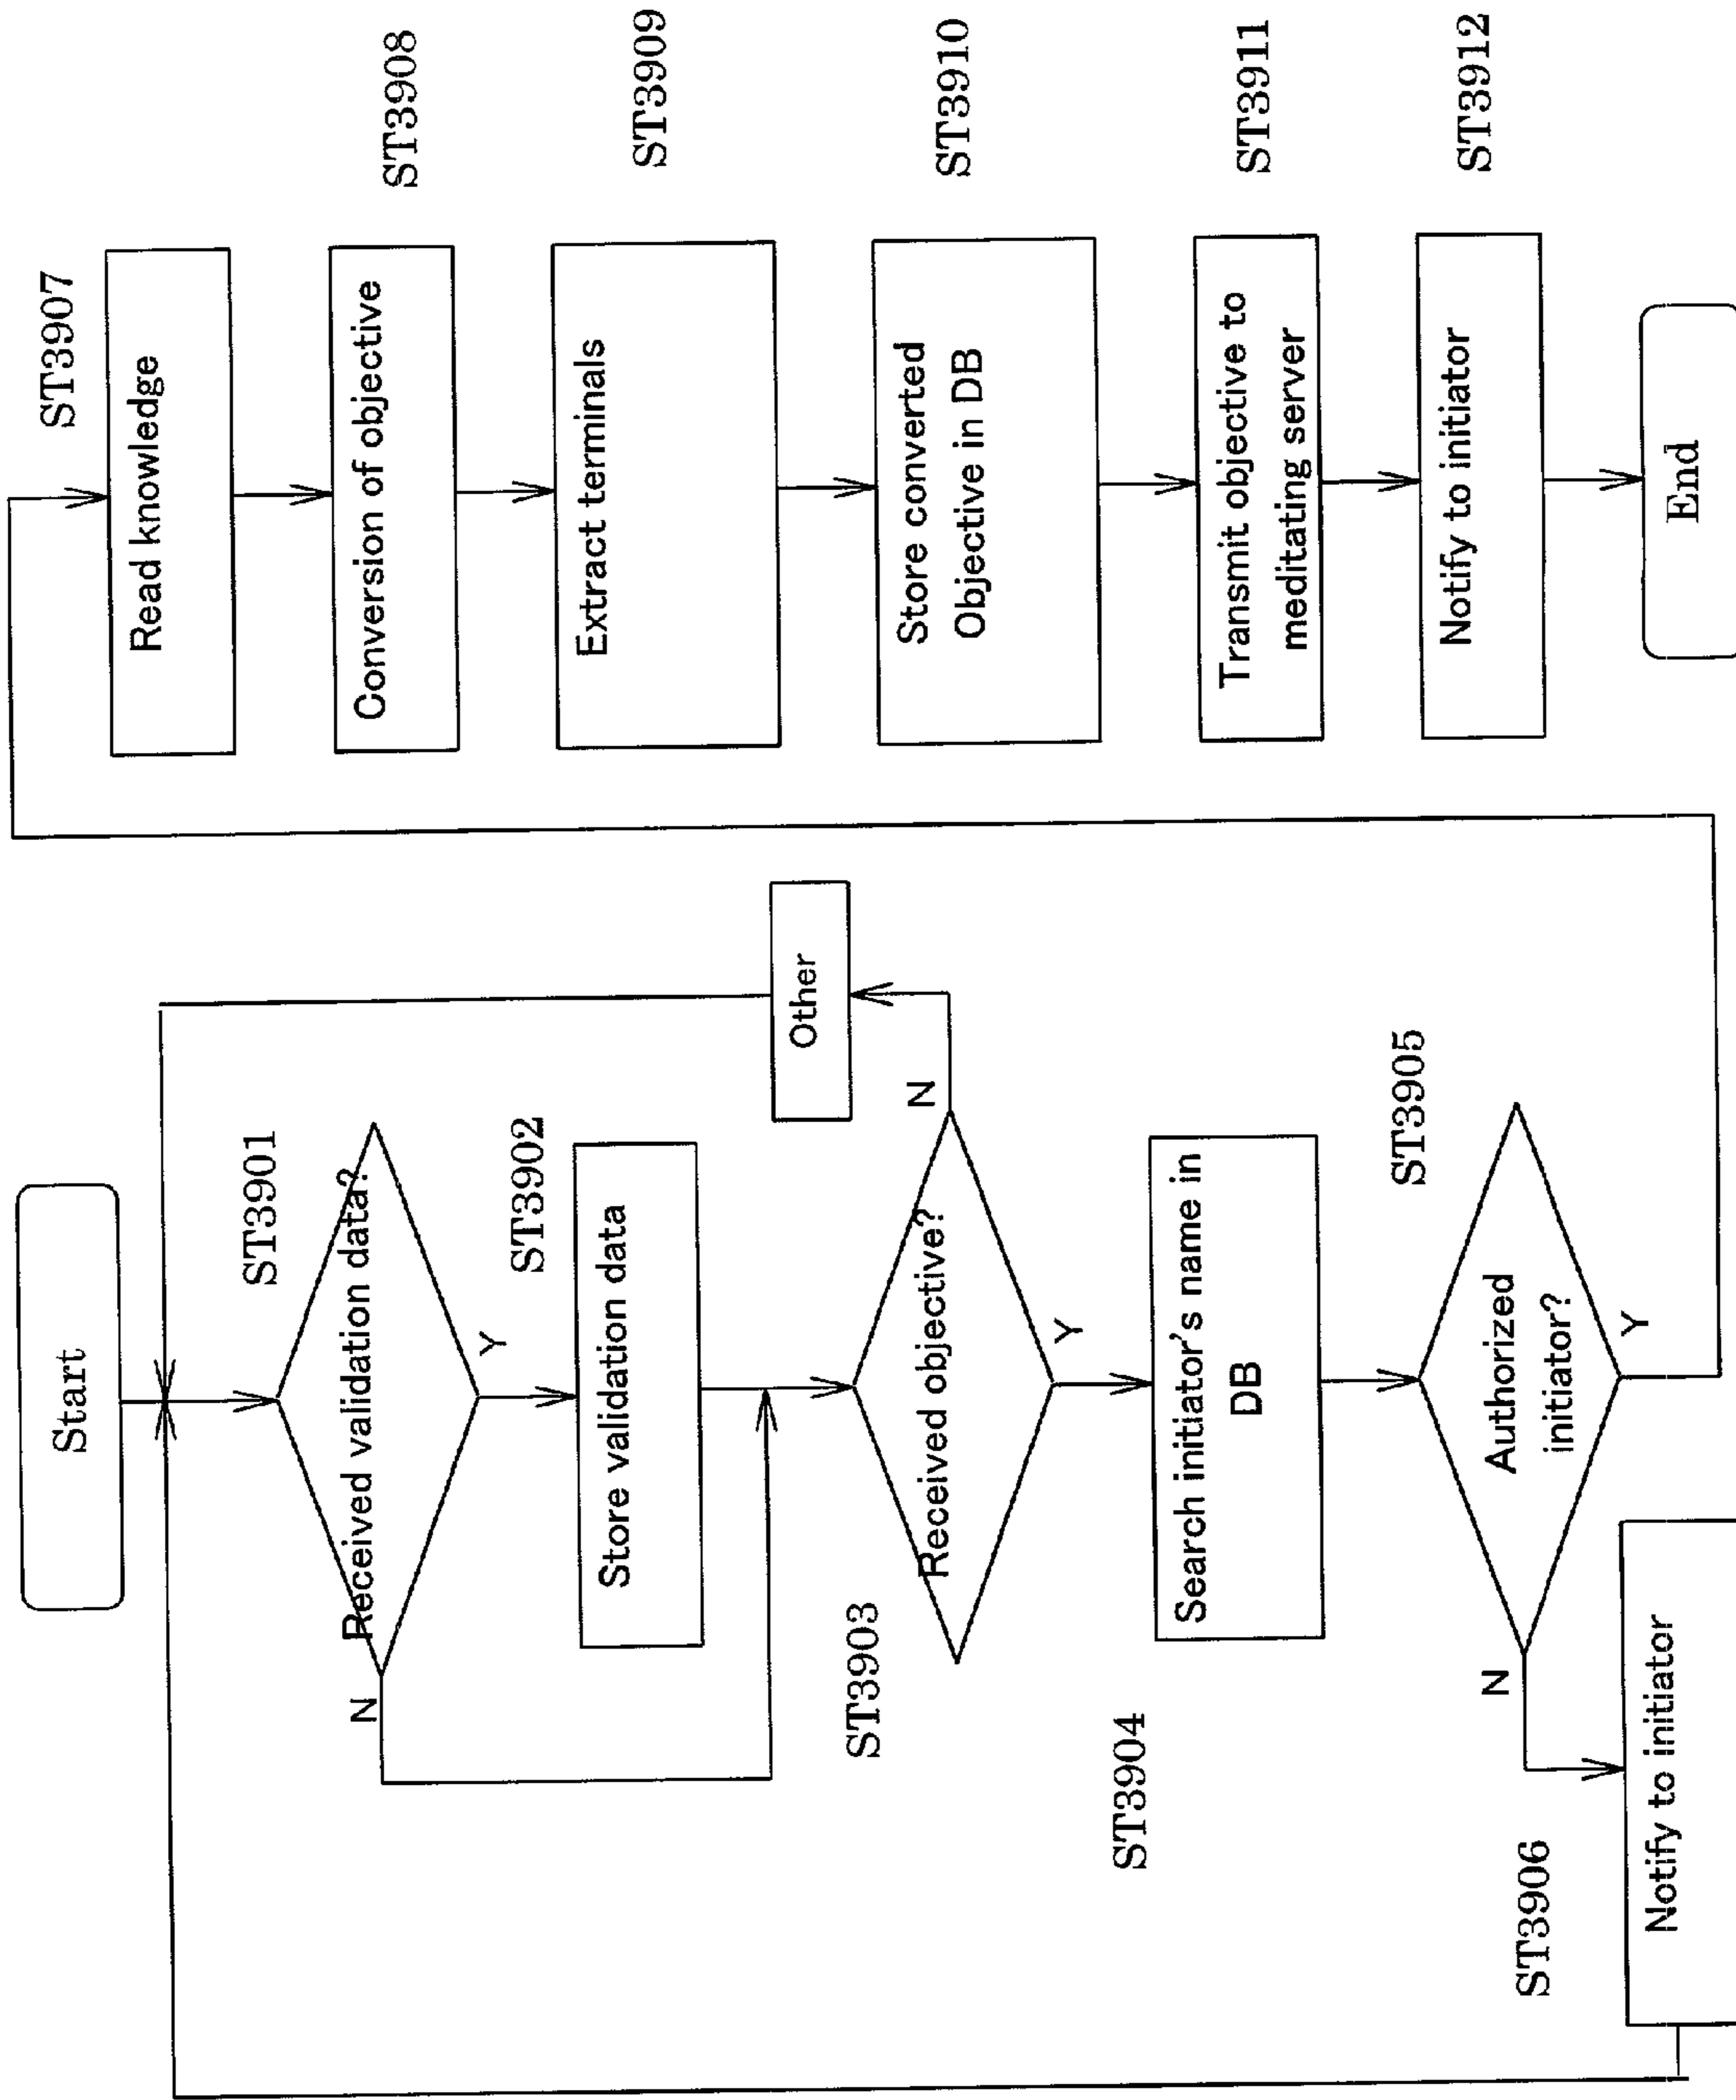 Start
ST3901
Received validation data?
N
Y
ST3902
Store validation data
ST3903
Received objective?
N
Other
Y
ST3904
Search initiator's name in
DB
ST3905
Authorized
initiator?
N
Y
ST3906
Notify to initiator
ST3907
Read knowledge
ST3908
Conversion of objective
ST3909
Extract terminals
ST3910
Store converted
Objective in DB
ST3911
Transmit objective to
meditating server
ST3912
Notify to initiator
End